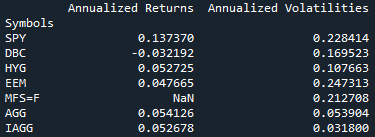 Annualized Returns Annualized Volatilities
Symbols
SPY 0.137370 0.228414
DBC -0.032192 0.169523
HYG 0.052725 0.107663
EEM 0.047665 0.247313
MFS=F NaN 0.212708
AGG 0.054126 0.053904
IAGG 0.052678 0.031800